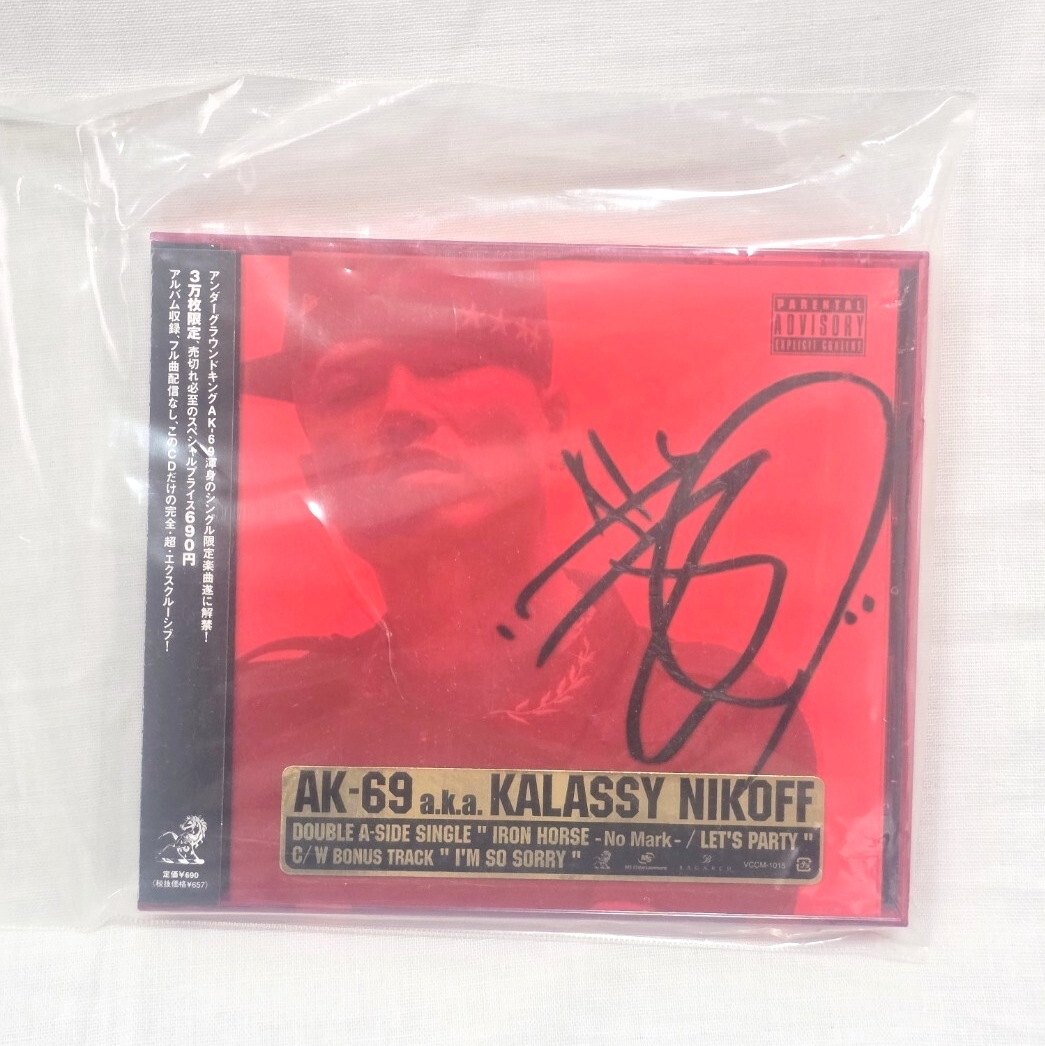 アンダーグラウンドキングAK-69渾身のシングル限定楽曲遂に解禁!
3万枚限定、売切れ必至のスペシャルプライス690円
アルバム収録、フル曲配信なし、このCDだけの完全・超・エクスクルーシブ!
定価¥690
(税抜価格¥657)
PARENTAL
ADVISORY
EXPLICIT CONTENT
AK-69 a.k.a. KALASSY NIKOFF
DOUBLE A-SIDE SINGLE " IRON HORSE -No Mark- / LET'S PARTY "
C/W BONUS TRACK " I'M SO SORRY "
VCCM-1015